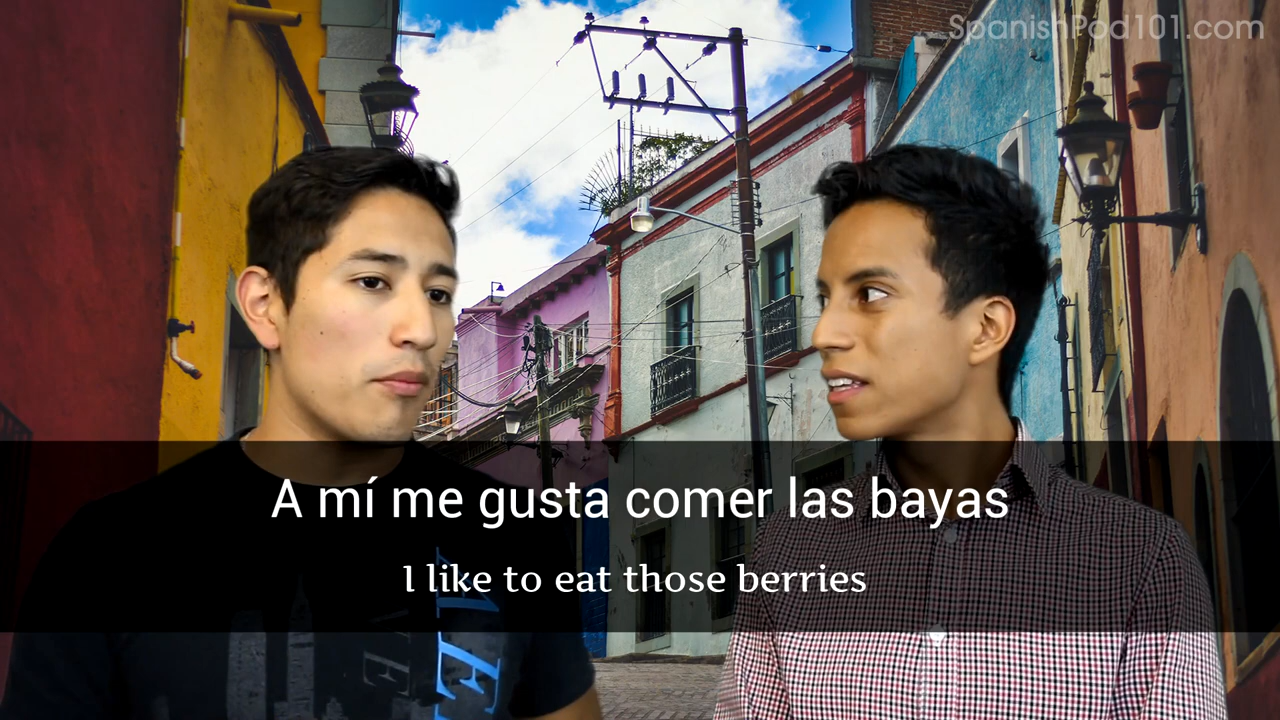 SpanishPod101.com
A mí me gusta comer las bayas
I like to eat those berries